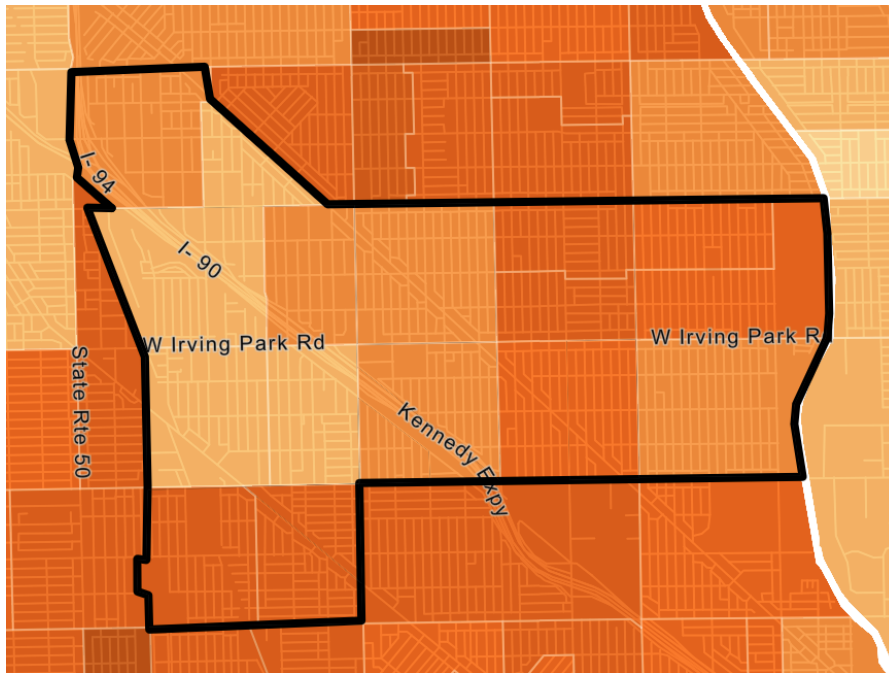 I- 94
I- 90
W Irving Park Rd
W Irving Park R
State Rte 50
Kennedy Expy